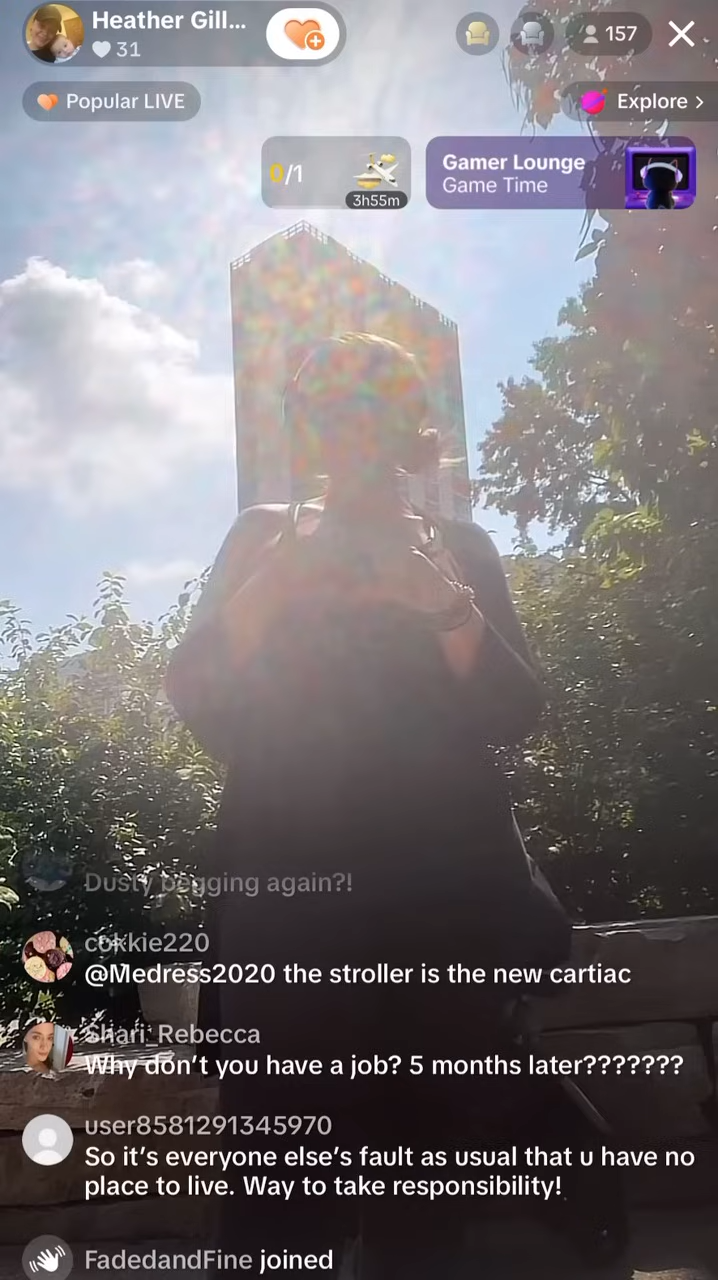 Heather Gill...
31
157
Popular LIVE
Explore >
0/1
3h55m
Gamer Lounge
Game Time
Dusty begging again?!
cokkie220
@Medress2020 the stroller is the new cartiac
Shari Rebecca
Why don't you have a job? 5 months later???????
user8581291345970
So it's everyone else's fault as usual that u have no
place to live. Way to take responsibility!
FadedandFine joined